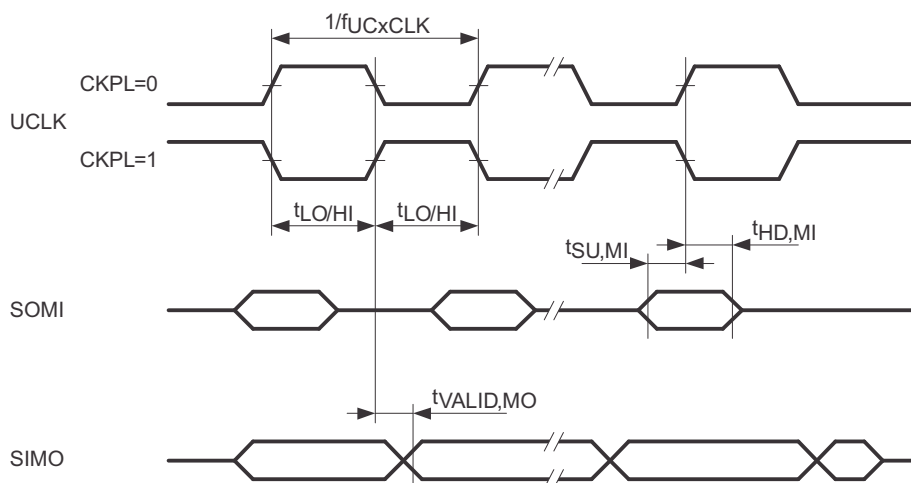 1/fUCxCLK
CKPL=0
UCLK
CKPL=1
tLO/HI tLO/HI
tHD,MI
tSU,MI
SOMI
tVALID,MO
SIMO